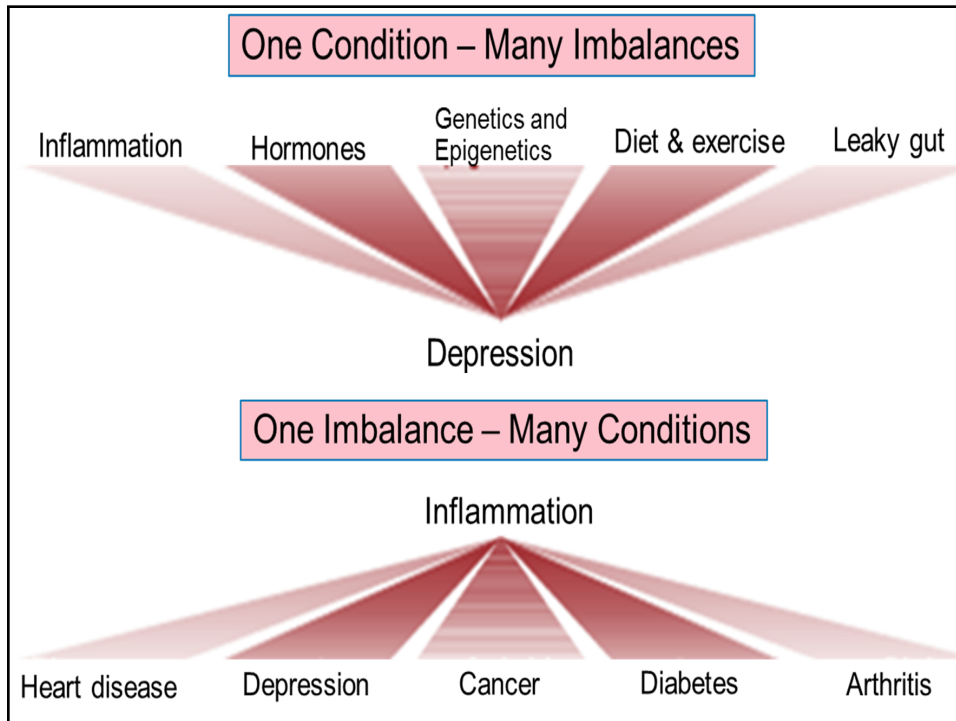 One Condition – Many Imbalances
Inflammation
Hormones
Genetics and
Epigenetics
Diet & exercise
Leaky gut
Depression
One Imbalance – Many Conditions
Inflammation
Heart disease
Depression
Cancer
Diabetes
Arthritis